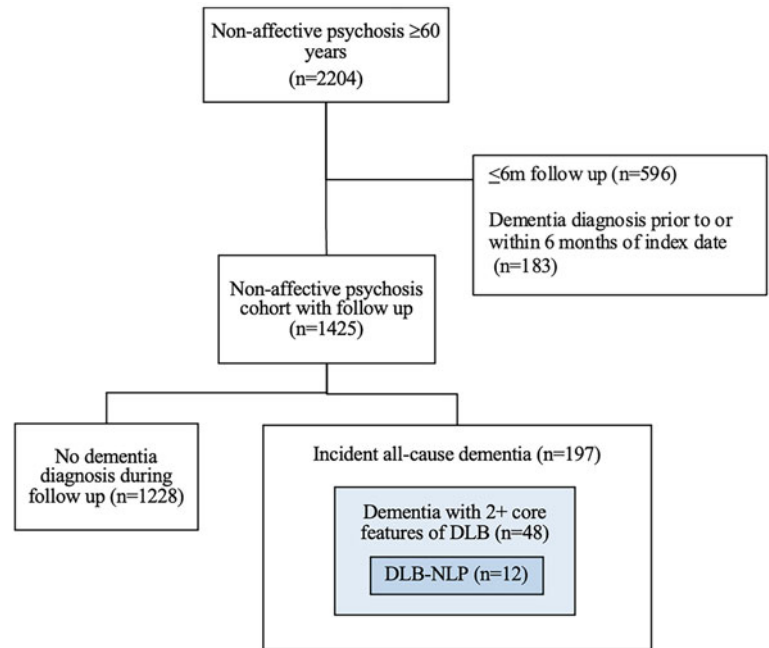 Non-affective psychosis ≥60
years
(n=2204)
≤6m follow up (n=596)
Dementia diagnosis prior to or
within 6 months of index date
(n=183)
Non-affective psychosis
cohort with follow up
(n=1425)
No dementia
diagnosis during
follow up (n=1228)
Incident all-cause dementia (n=197)
Dementia with 2+ core
features of DLB (n=48)
DLB-NLP (n=12)